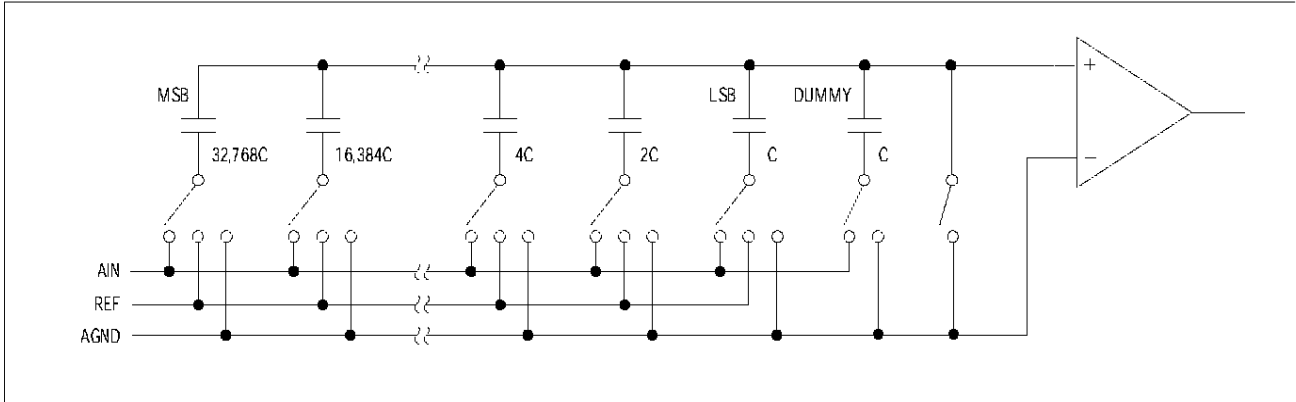 MSB
LSB
DUMMY
32,768C
16,384C
4C
2C
C
C
+
−
AIN
REF
AGND